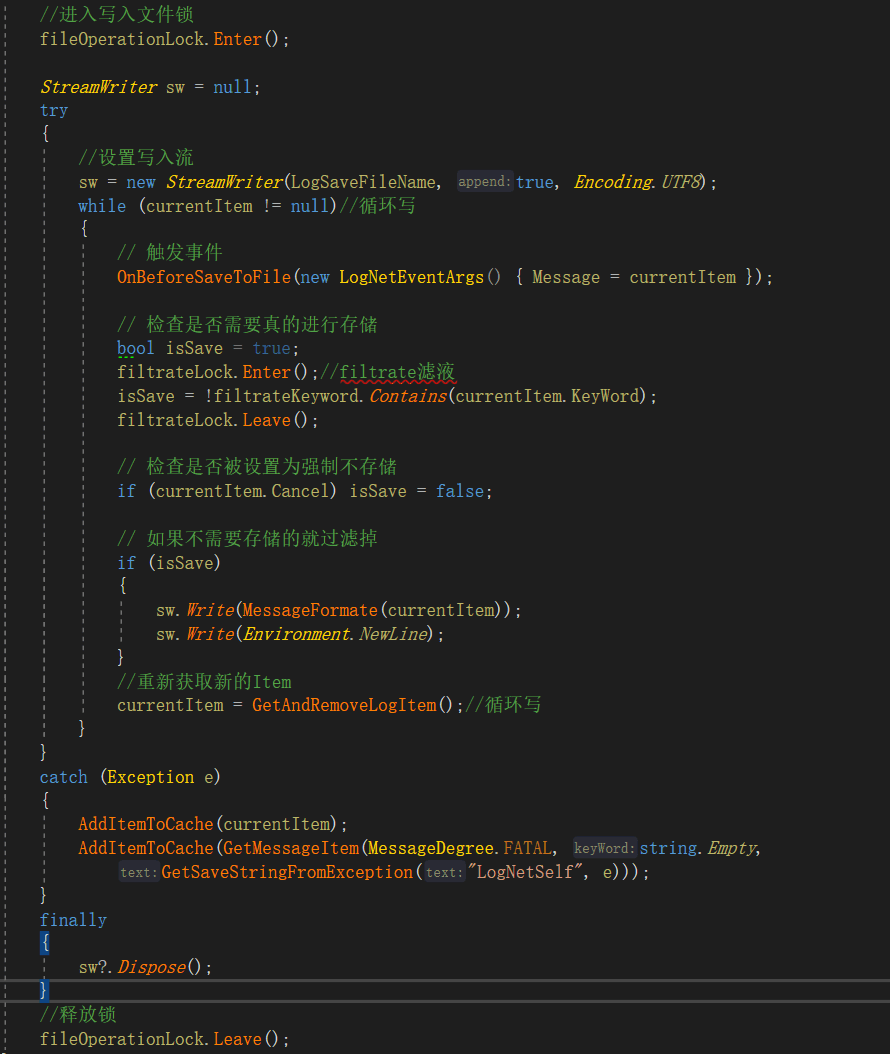 //进入写入文件锁
fileOperationLock.Enter();
StreamWriter sw = null;
try
{
//设置写入流
sw = new StreamWriter(LogSaveFileName, append: true, Encoding.UTF8);
while (currentItem != null)//循环写
{
// 触发事件
OnBeforeSaveToFile(new LogNetEventArgs() { Message = currentItem });
// 检查是否需要真的进行存储
bool isSave = true;
filtrateLock.Enter();//filtrate滤液
isSave = !filtrateKeyword.Contains(currentItem.KeyWord);
filtrateLock.Leave();
// 检查是否被设置为强制不存储
if (currentItem.Cancel) isSave = false;
// 如果不需要存储的就过滤掉
if (isSave)
{
sw.Write(MessageFormate(currentItem));
sw.Write(Environment.NewLine);
}
//重新获取新的Item
currentItem = GetAndRemoveLogItem();//循环写
}
}
catch (Exception e)
{
AddItemToCache(currentItem);
AddItemToCache(GetMessageItem(MessageDegree.FATAL, keyWord: string.Empty,
text: GetSaveStringFromException(text: "LogNetSelf", e)));
}
finally
{
sw?.Dispose();
}
//释放锁
fileOperationLock.Leave();